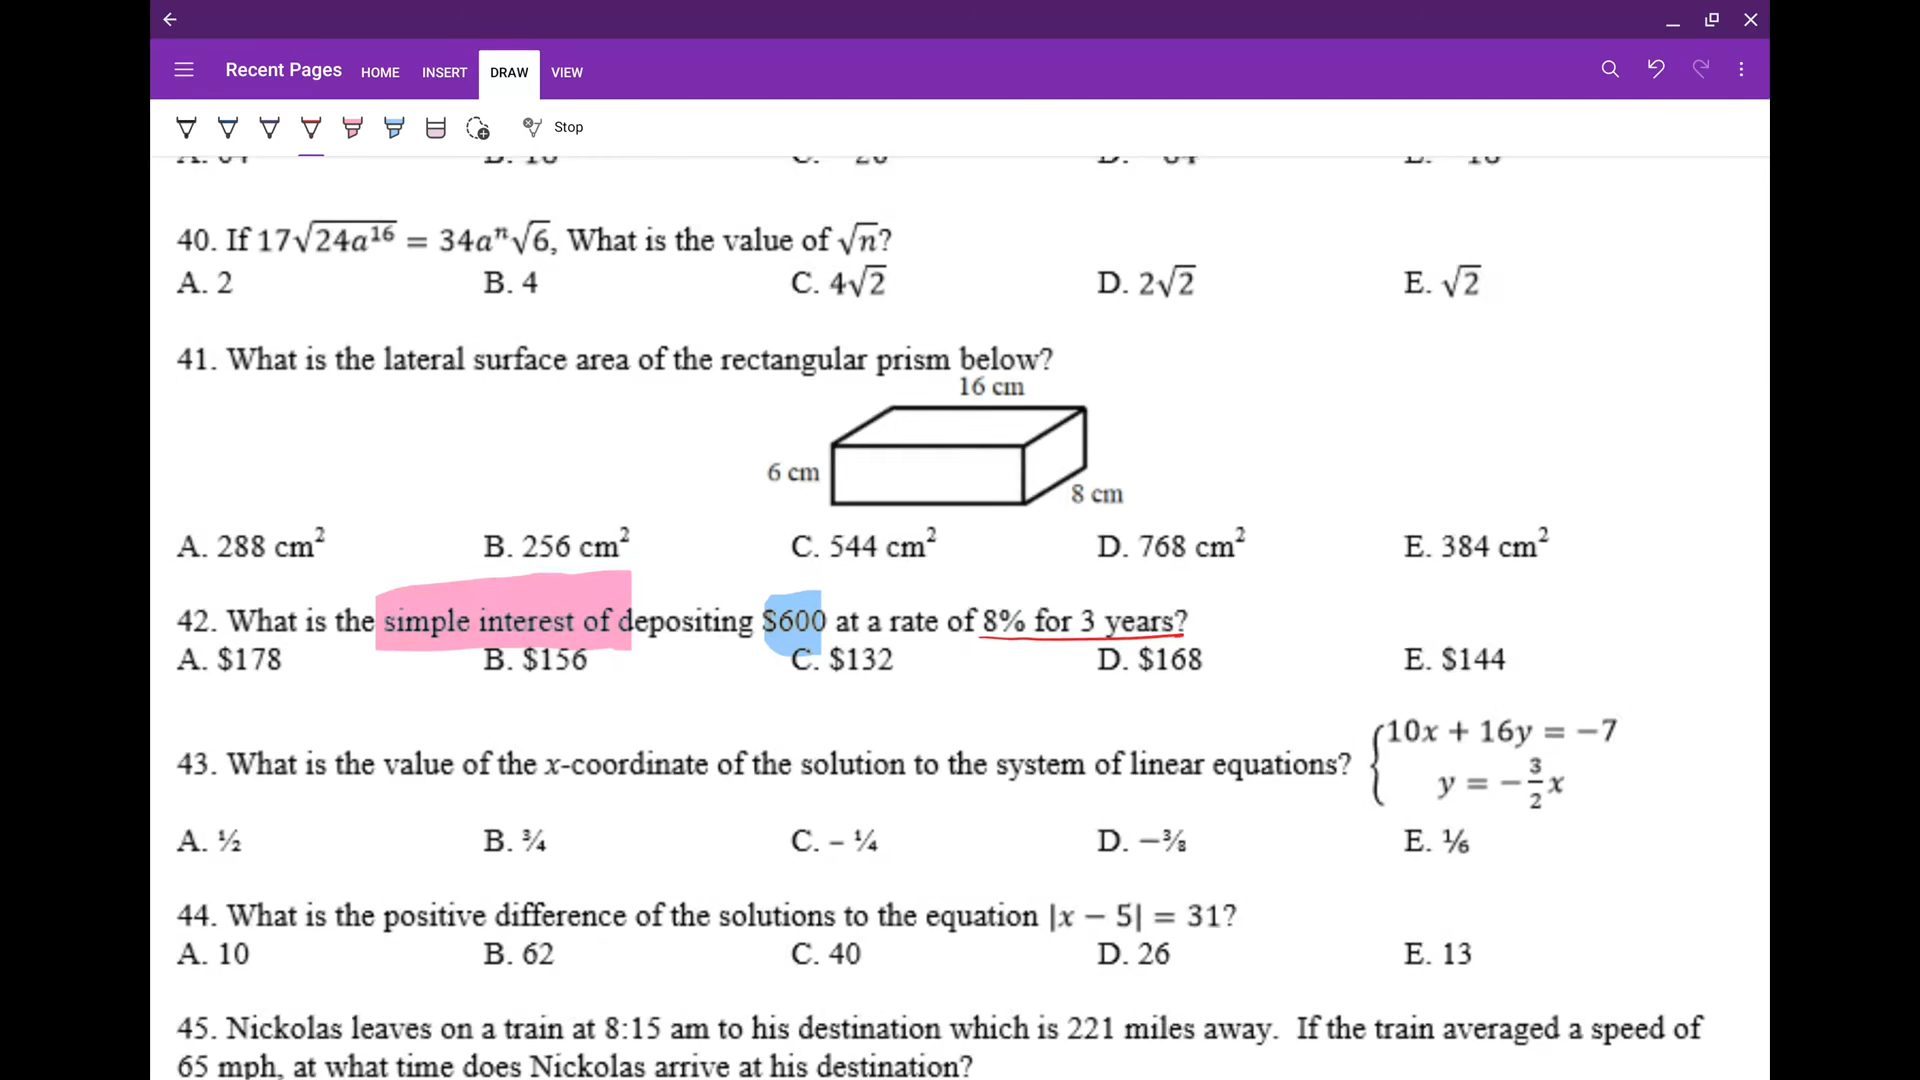 Recent Pages HOME INSERT DRAW VIEW
Stop
40. If 17√24a¹⁶ = 34aⁿ√6, What is the value of √n?
A. 2 B. 4 C. 4√2 D. 2√2 E. √2
41. What is the lateral surface area of the rectangular prism below?
16 cm
6 cm
8 cm
A. 288 cm² B. 256 cm² C. 544 cm² D. 768 cm² E. 384 cm²
42. What is the simple interest of depositing $600 at a rate of 8% for 3 years?
A. $178 B. $156 C. $132 D. $168 E. $144
10x + 16y = −7
43. What is the value of the x-coordinate of the solution to the system of linear equations? y = −3/2x
A. ½ B. ¾ C. – ¼ D. −⅜ E. ⅙
44. What is the positive difference of the solutions to the equation |x − 5| = 31?
A. 10 B. 62 C. 40 D. 26 E. 13
45. Nickolas leaves on a train at 8:15 am to his destination which is 221 miles away. If the train averaged a speed of
65 mph, at what time does Nickolas arrive at his destination?